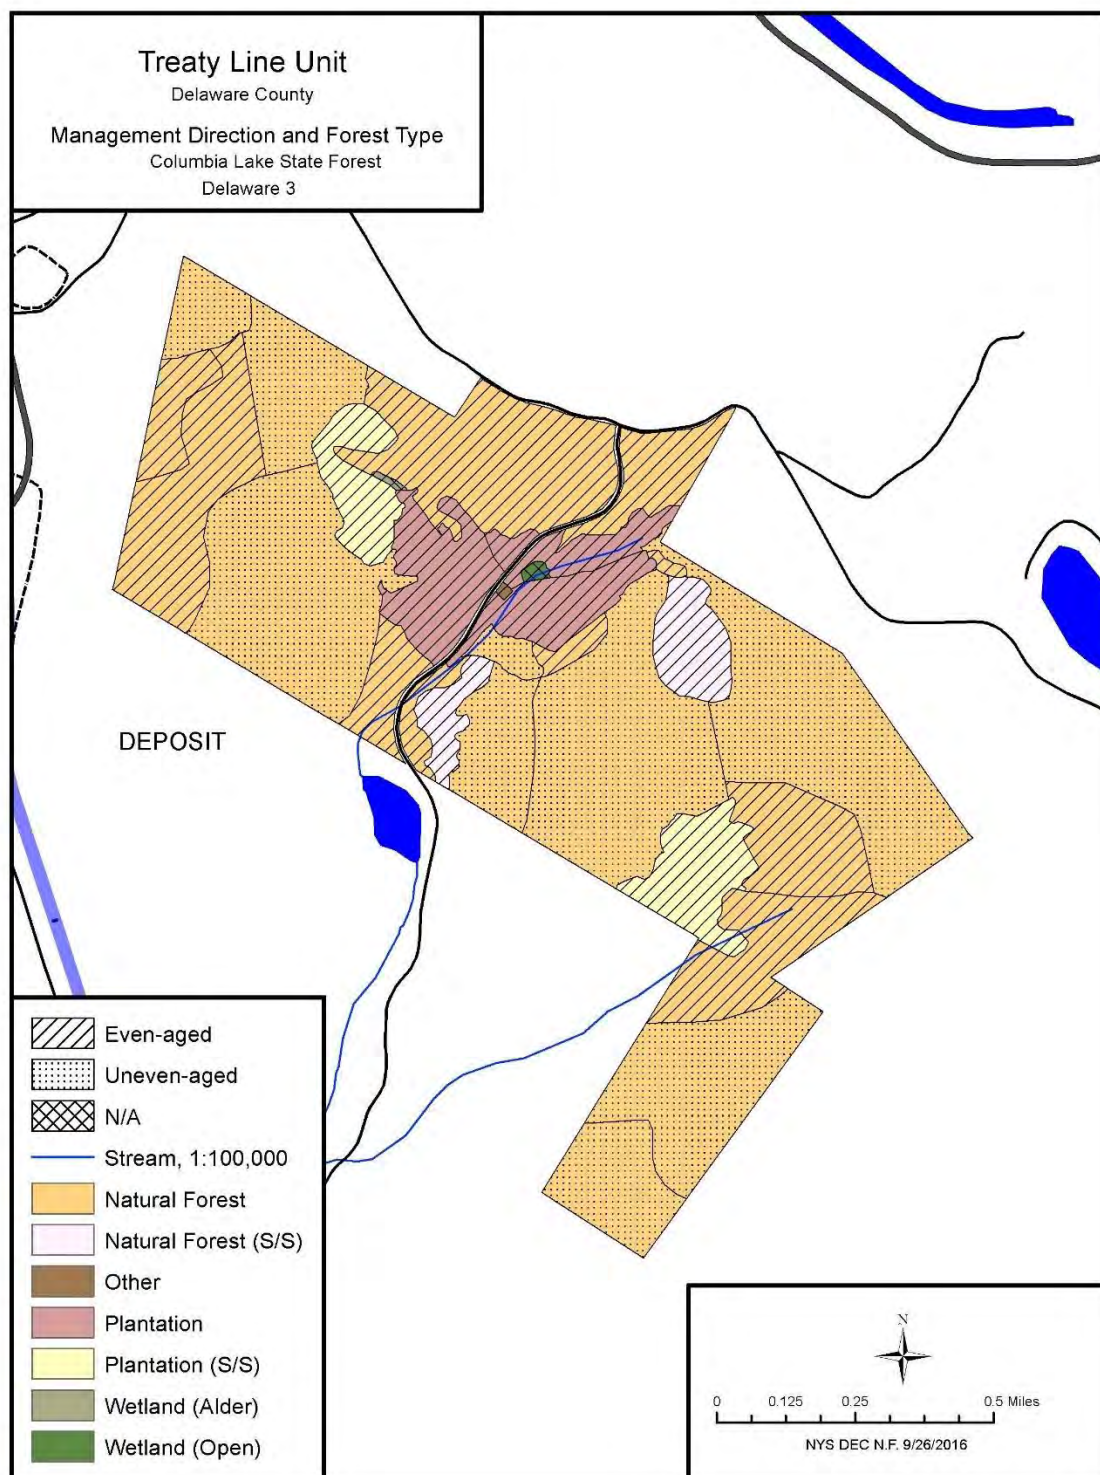 Treaty Line Unit
Delaware County
Management Direction and Forest Type
Columbia Lake State Forest
Delaware 3
DEPOSIT
Even-aged
Uneven-aged
N/A
Stream, 1:100,000
Natural Forest
Natural Forest (S/S)
Other
Plantation
Plantation (S/S)
Wetland (Alder)
Wetland (Open)
N
0 0.125 0.25 0.5 Miles
NYS DEC N.F. 9/26/2016